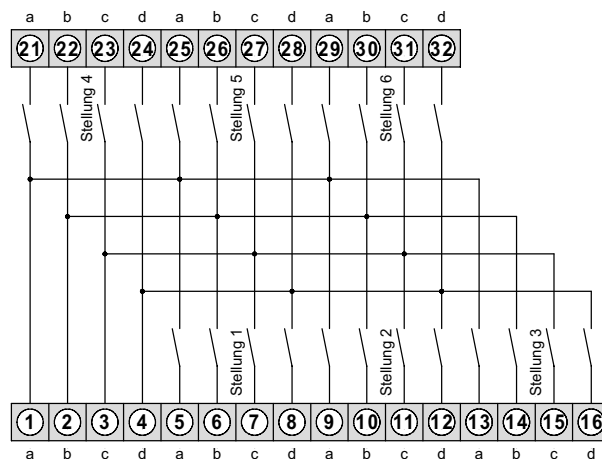 a b c d a b c d a b c d
21 22 23 24 25 26 27 28 29 30 31 32
Stellung 4 Stellung 5 Stellung 6
Stellung 1 Stellung 2 Stellung 3
1 2 3 4 5 6 7 8 9 10 11 12 13 14 15 16
a b c d a b c d a b c d a b c d